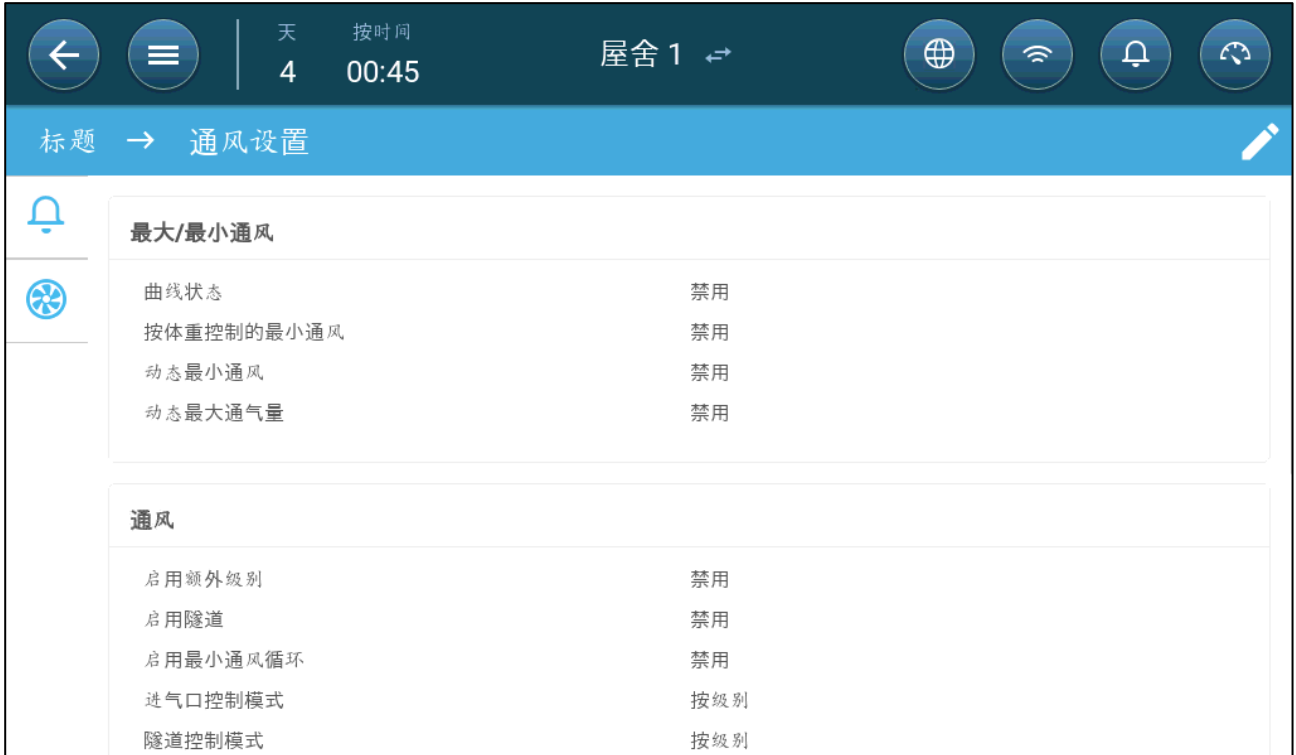 天 按时间
4 00:45 屋舍 1
标题 → 通风设置
最大/最小通风
曲线状态 禁用
按体重控制的最小通风 禁用
动态最小通风 禁用
动态最大通气量 禁用
通风
启用额外级别 禁用
启用隧道 禁用
启用最小通风循环 禁用
进气口控制模式 按级别
隧道控制模式 按级别